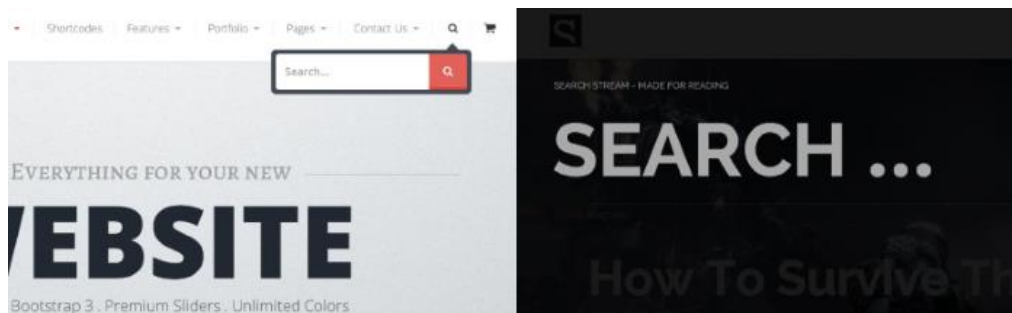 Shortcodes Features Portfolio Pages Contact Us
Search...
EVERYTHING FOR YOUR NEW
WEBSITE
Bootstrap 3 . Premium Sliders . Unlimited Colors
S
SEARCH STREAM - MADE FOR READING
SEARCH ...
How To Survive Th